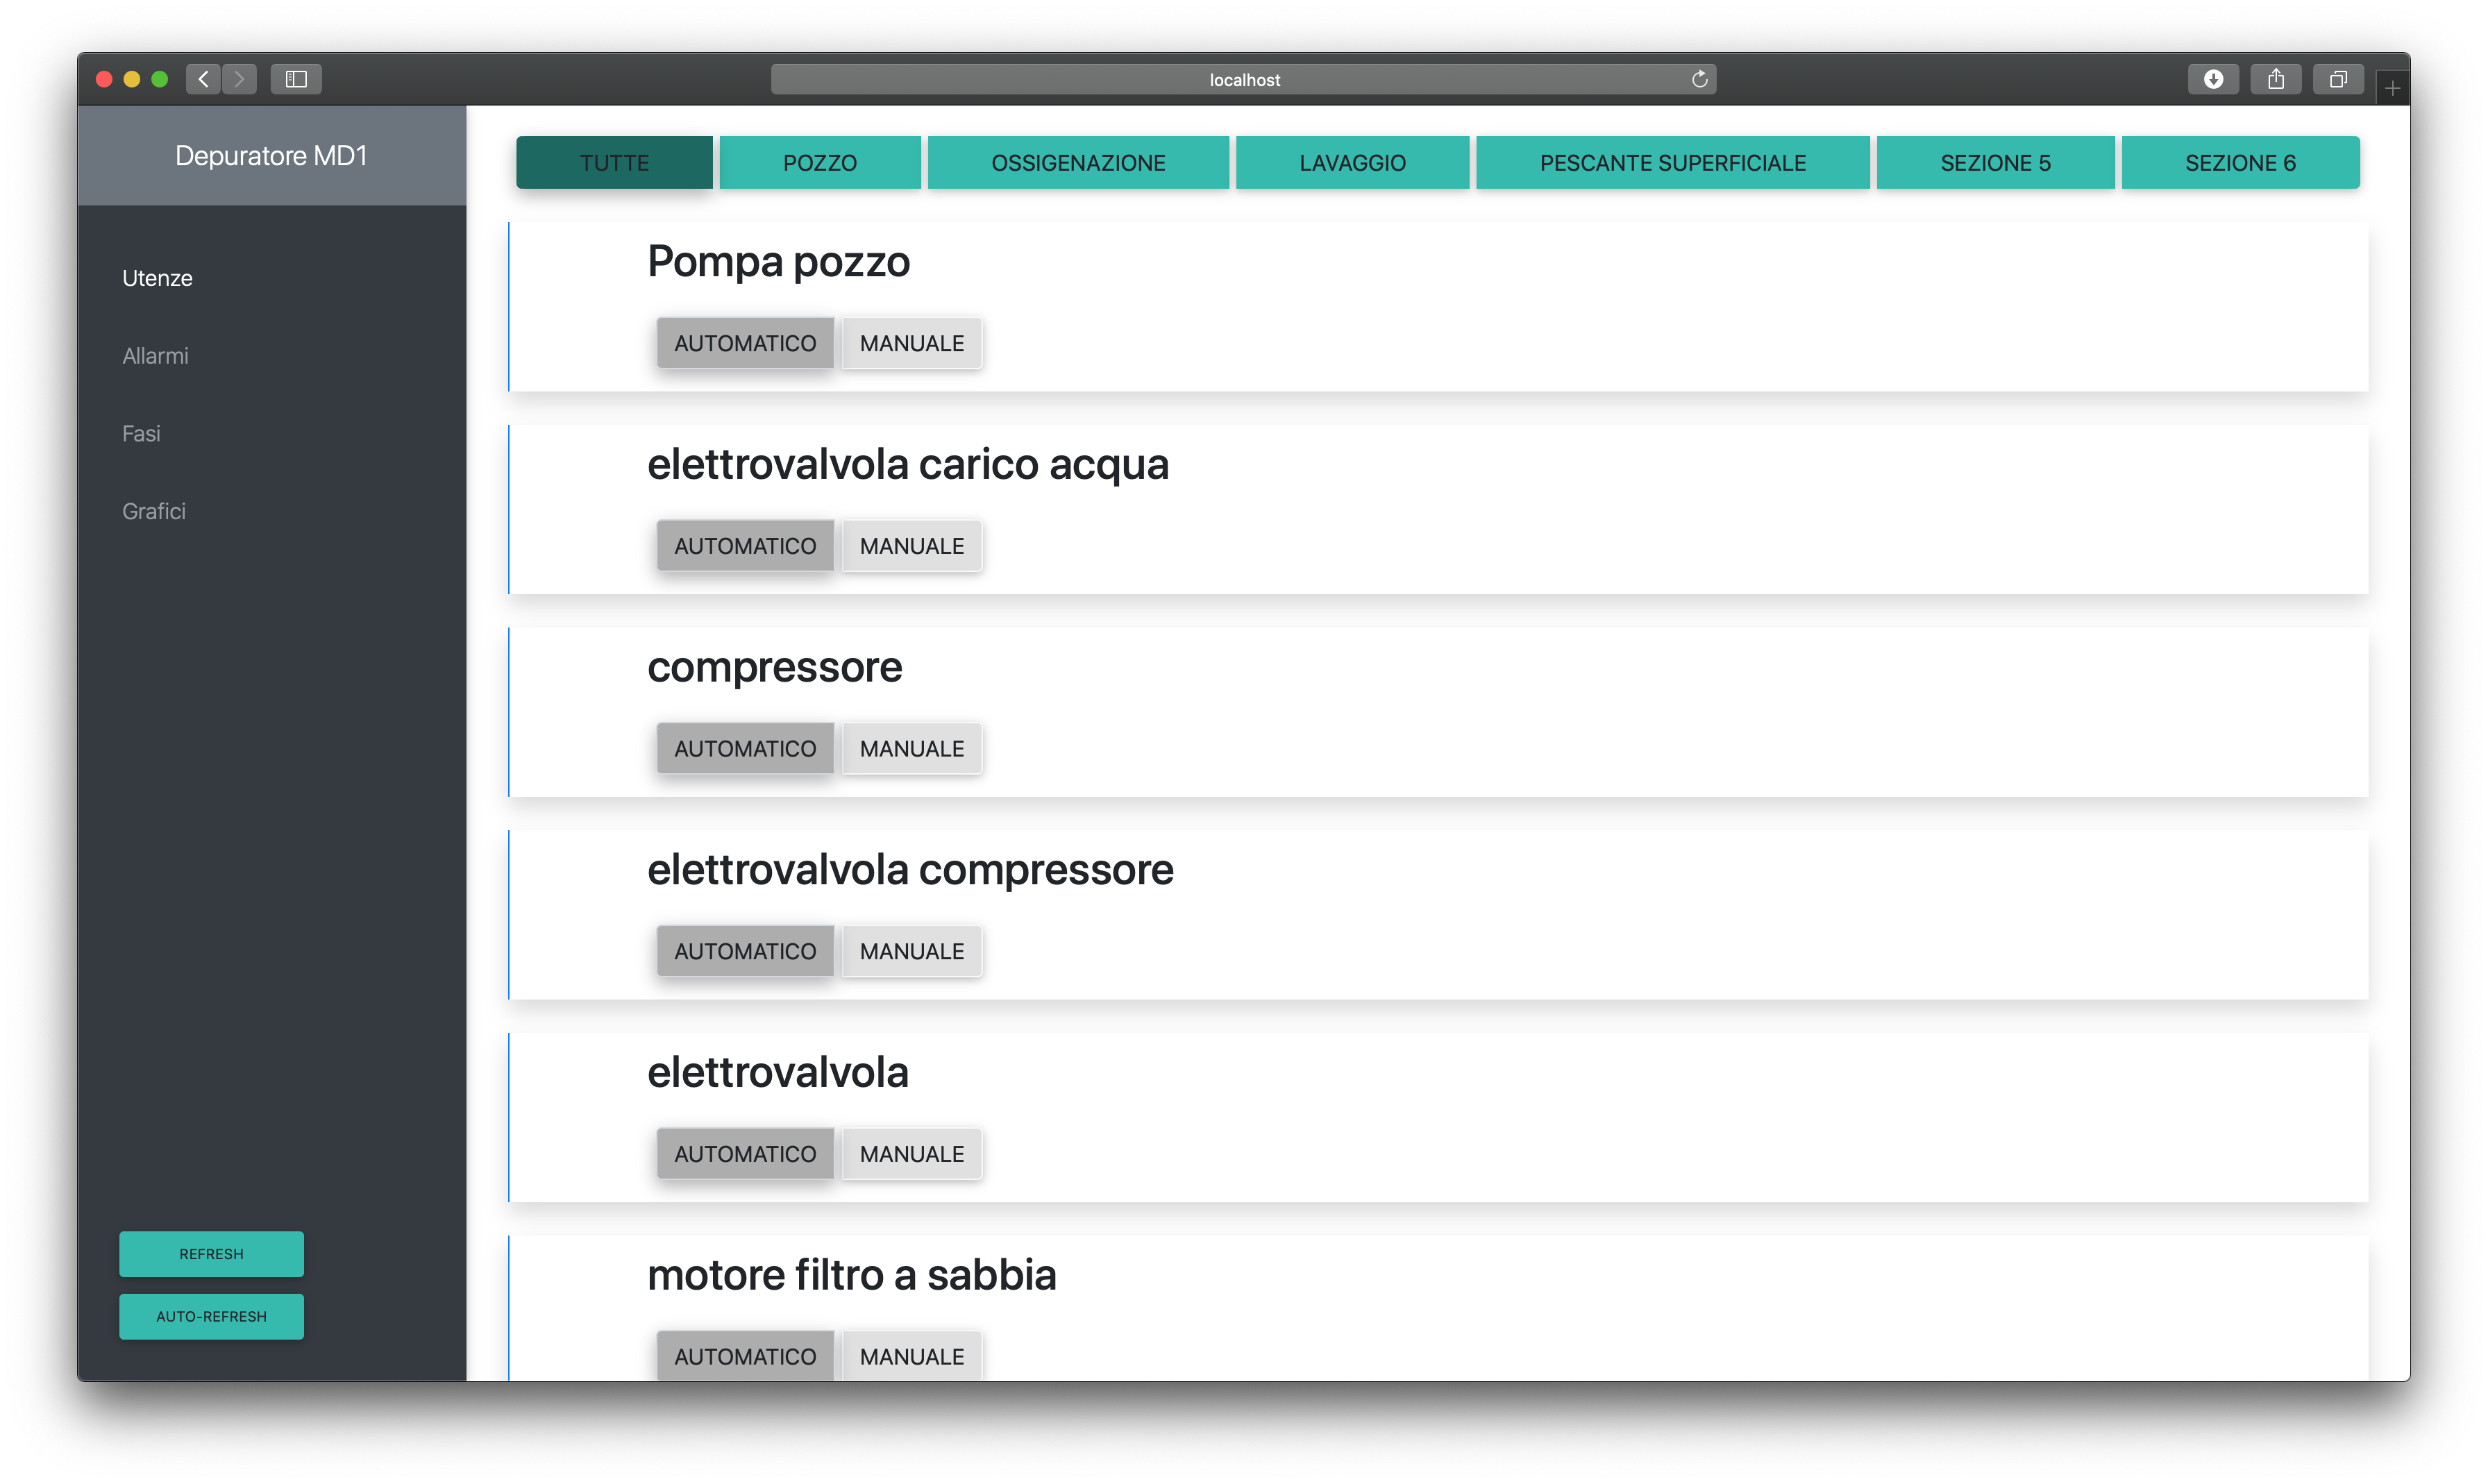 localhost
Depuratore MD1
Utenze
Allarmi
Fasi
Grafici
REFRESH
AUTO-REFRESH
TUTTE POZZO OSSIGENAZIONE LAVAGGIO PESCANTE SUPERFICIALE SEZIONE 5 SEZIONE 6
Pompa pozzo
AUTOMATICO MANUALE
elettrovalvola carico acqua
AUTOMATICO MANUALE
compressore
AUTOMATICO MANUALE
elettrovalvola compressore
AUTOMATICO MANUALE
elettrovalvola
AUTOMATICO MANUALE
motore filtro a sabbia
AUTOMATICO MANUALE